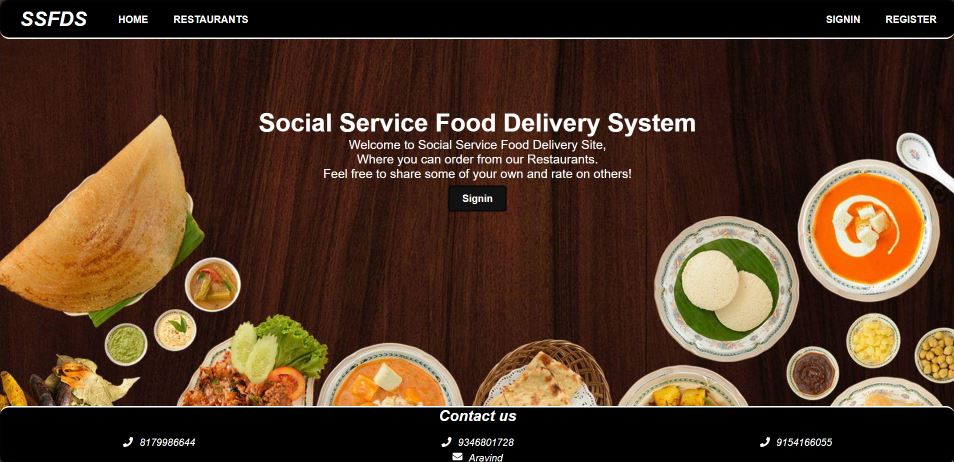 SSFDS HOME RESTAURANTS SIGNIN REGISTER
Social Service Food Delivery System
Welcome to Social Service Food Delivery Site,
Where you can order from our Restaurants.
Feel free to share some of your own and rate on others!
Signin
Contact us
8179986644 9346801728 9154166055
Aravind